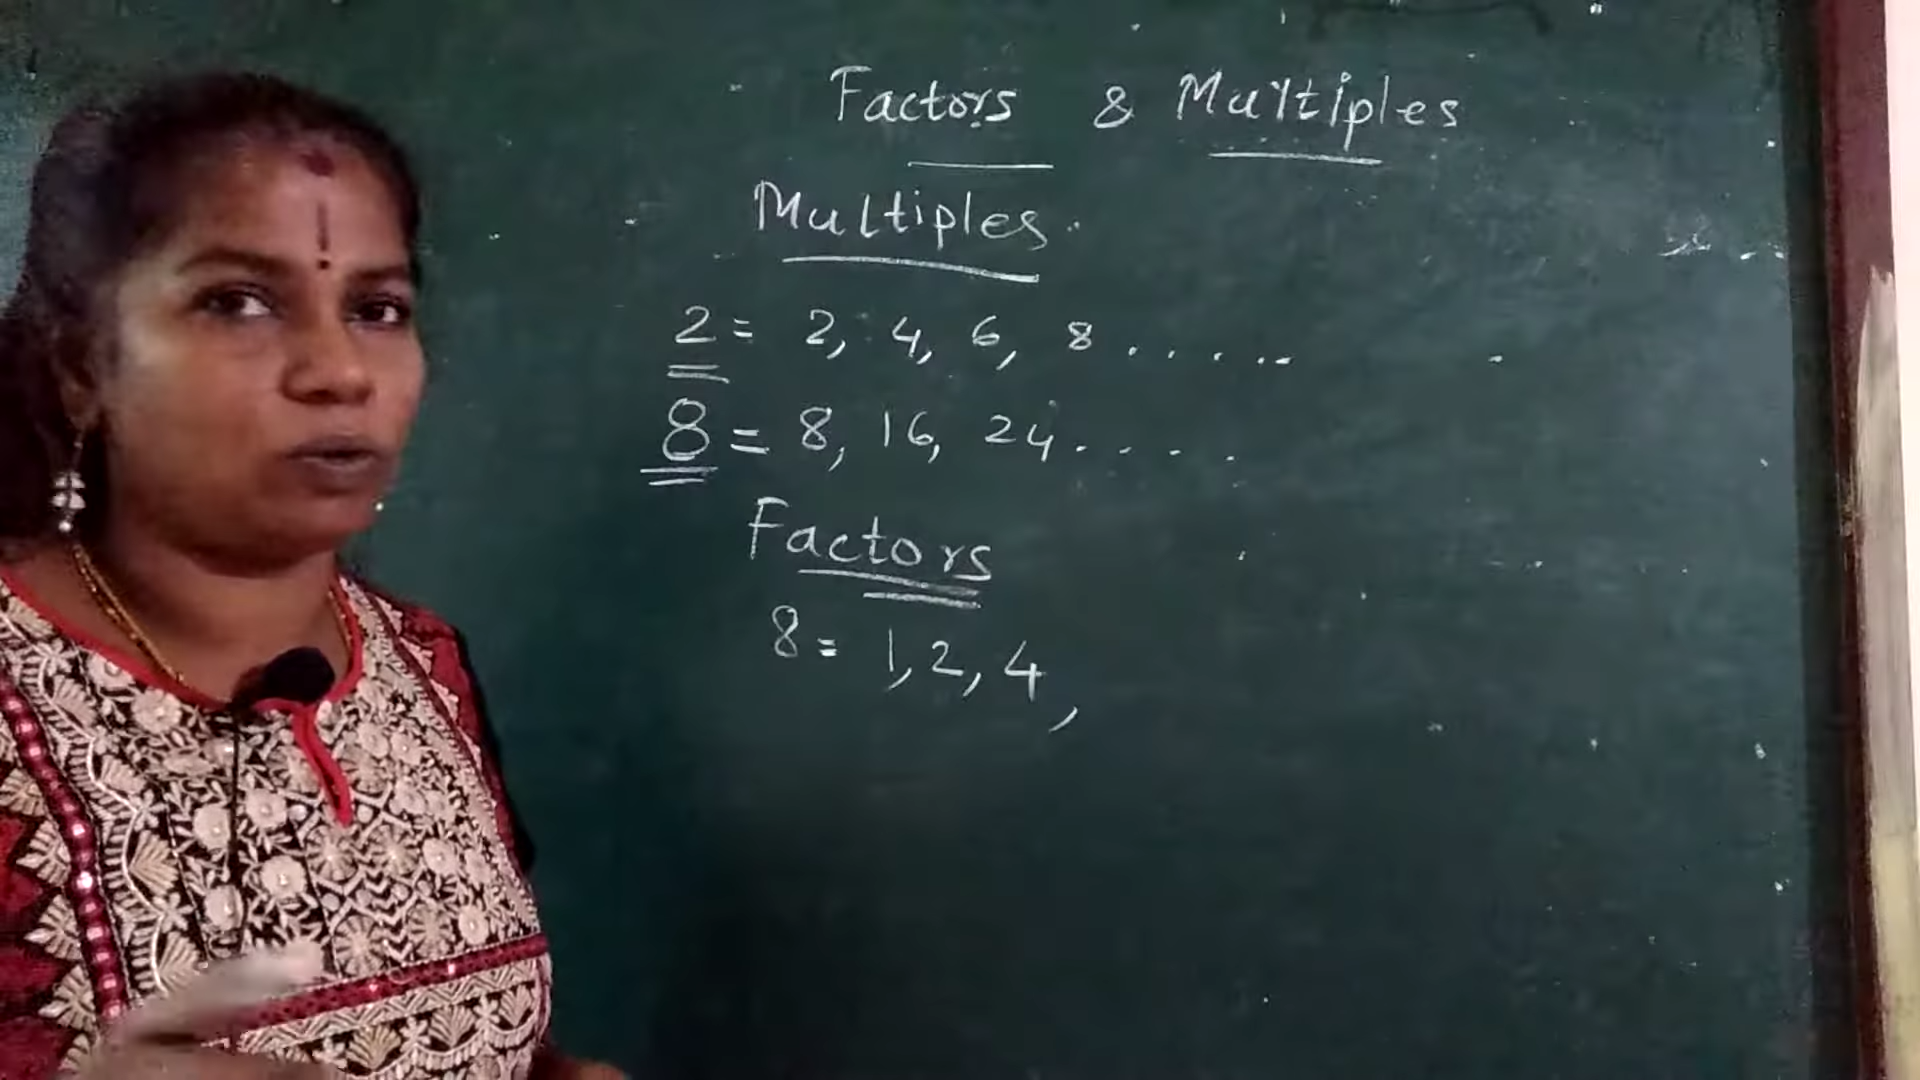 Factors & Multiples
Multiples
2 = 2, 4, 6, 8 . . . . . .
8 = 8, 16, 24 . . . .
Factors
8 = 1, 2, 4,